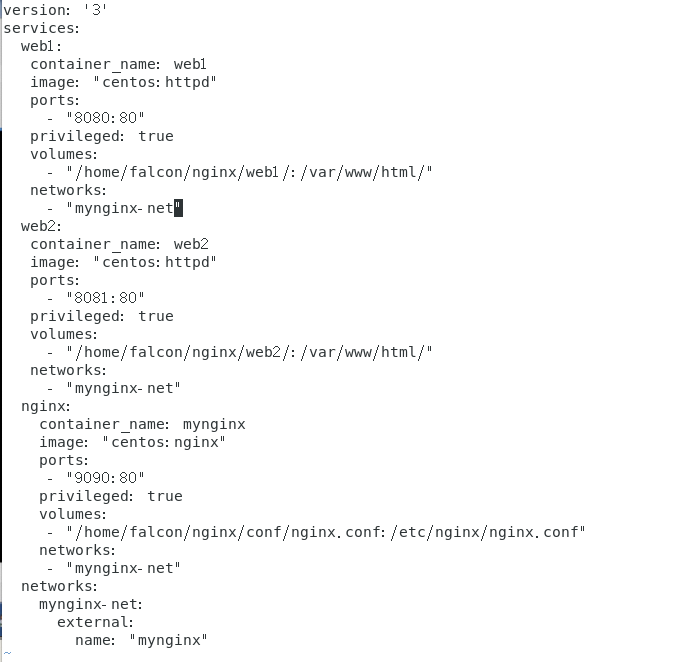 version: '3'
services:
  web1:
   container_name: web1
   image: "centos:httpd"
   ports:
     - "8080:80"
   privileged: true
   volumes:
     - "/home/falcon/nginx/web1/:/var/www/html/"
   networks:
     - "mynginx-net"
  web2:
   container_name: web2
   image: "centos:httpd"
   ports:
     - "8081:80"
   privileged: true
   volumes:
     - "/home/falcon/nginx/web2/:/var/www/html/"
   networks:
     - "mynginx-net"
  nginx:
    container_name: mynginx
    image: "centos:nginx"
    ports:
     - "9090:80"
    privileged: true
    volumes:
     - "/home/falcon/nginx/conf/nginx.conf:/etc/nginx/nginx.conf"
    networks:
     - "mynginx-net"
  networks:
    mynginx-net:
      external:
        name: "mynginx"
~